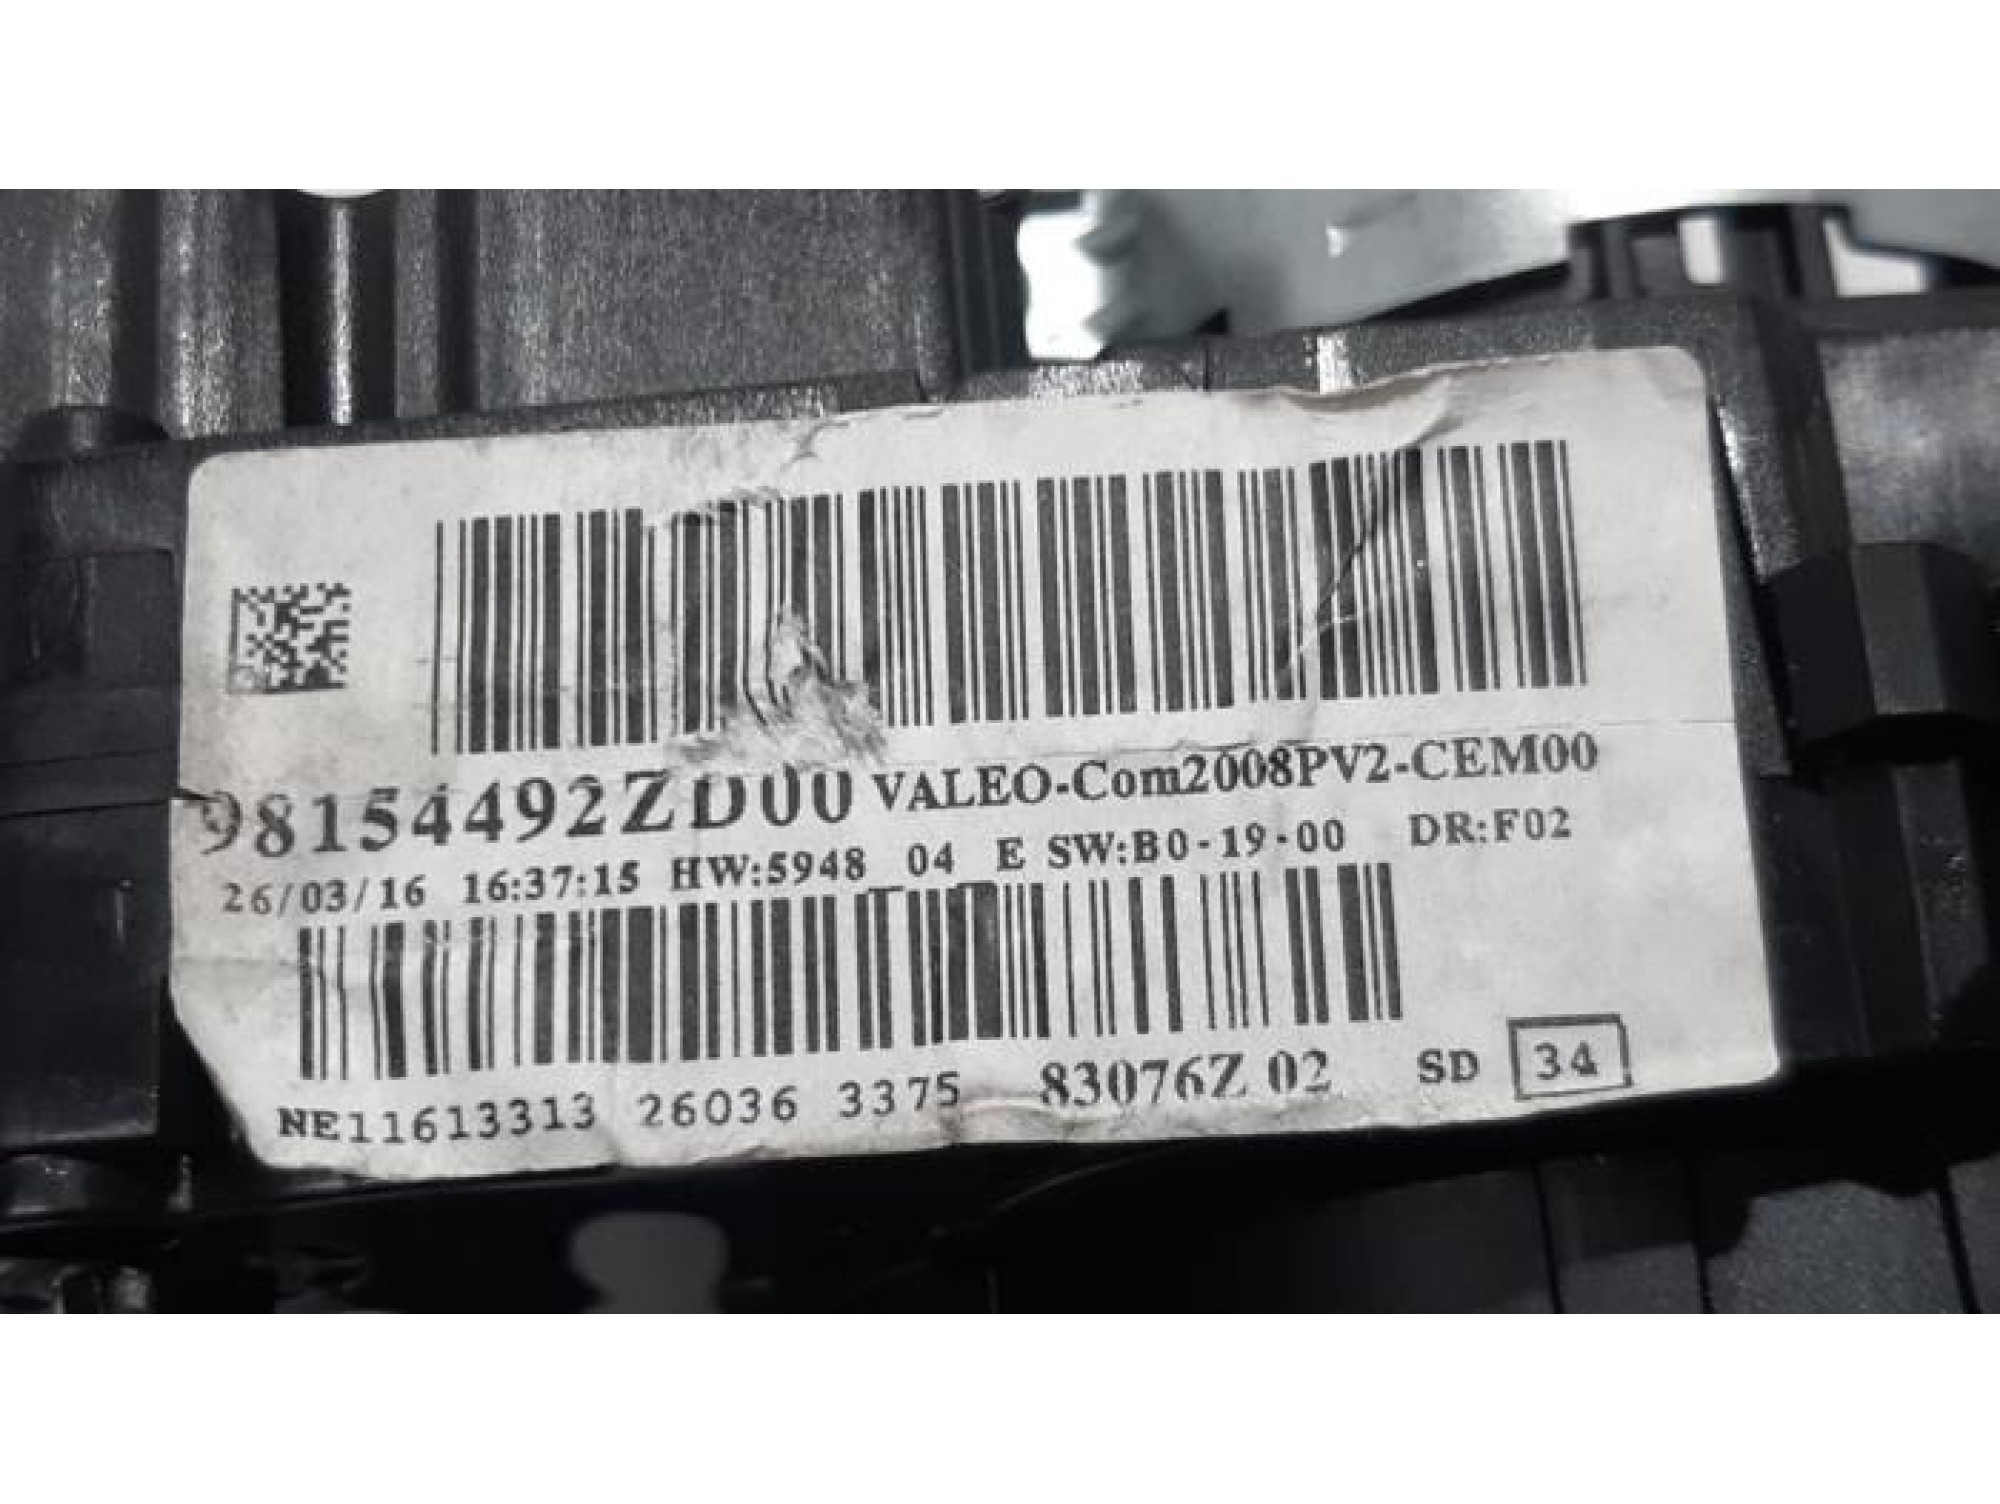 98154492ZD00 VALEO-Com2008PV2-CEM00
26/03/16 16:37:15 HW:5948 04 E SW:B0-19-00 DR:F02
NE11613313 26036 3375 83076Z 02 SD 34